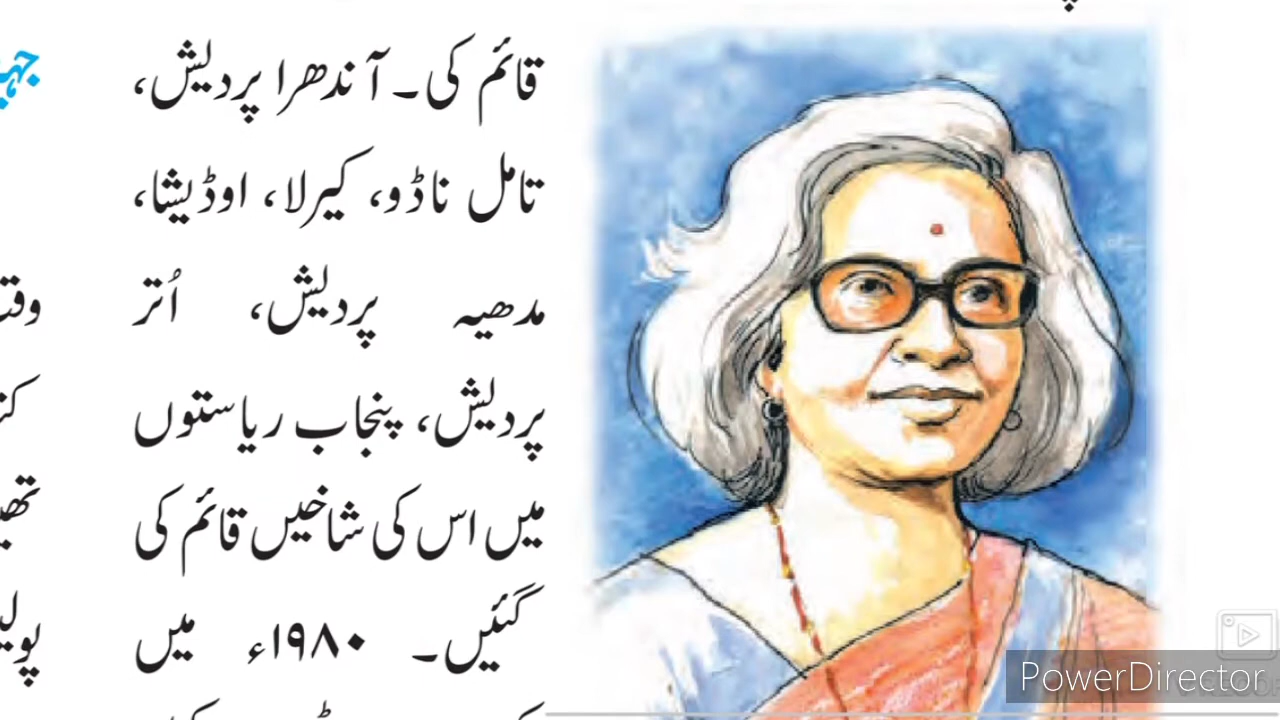 قائم کی۔ آندھرا پردیش،
تامل ناڈو، کیرلا، اوڈیشا،
مدھیہ پردیش، اُتر
پردیش، پنجاب ریاستوں
میں اس کی شاخیں قائم کی
گئیں۔ ۱۹۸۰ء میں
PowerDirector